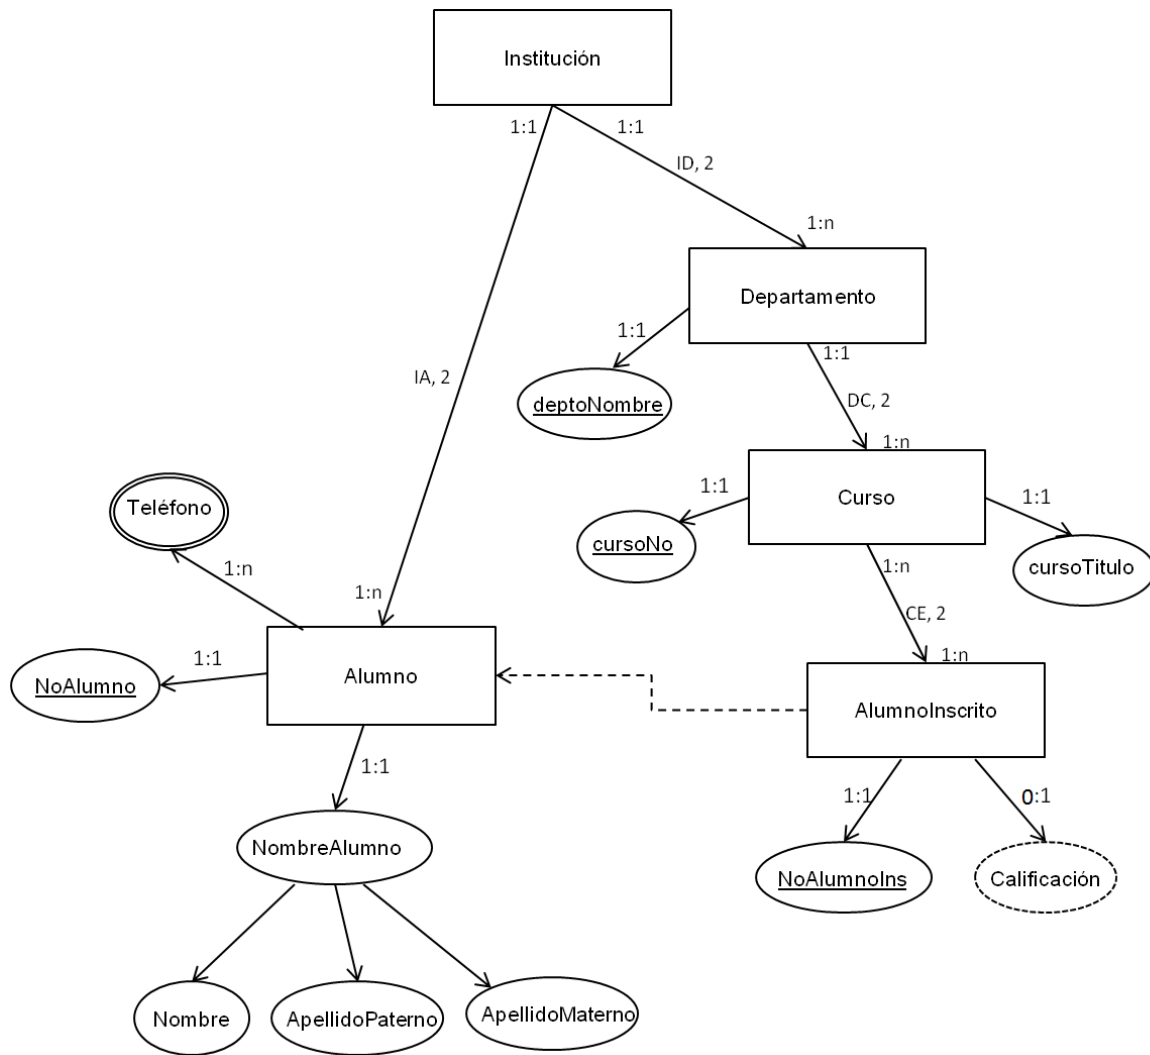 Institución
1:1
1:1
ID, 2
1:n
Departamento
1:1
1:1
IA, 2
deptoNombre
DC, 2
1:n
Teléfono
1:1
Curso
1:1
cursoNo
cursoTitulo
1:n
1:n
1:n
CE, 2
1:1
1:n
NoAlumno
Alumno
AlumnoInscrito
1:1
1:1
0:1
NombreAlumno
NoAlumnoIns
Calificación
Nombre
ApellidoPaterno
ApellidoMaterno